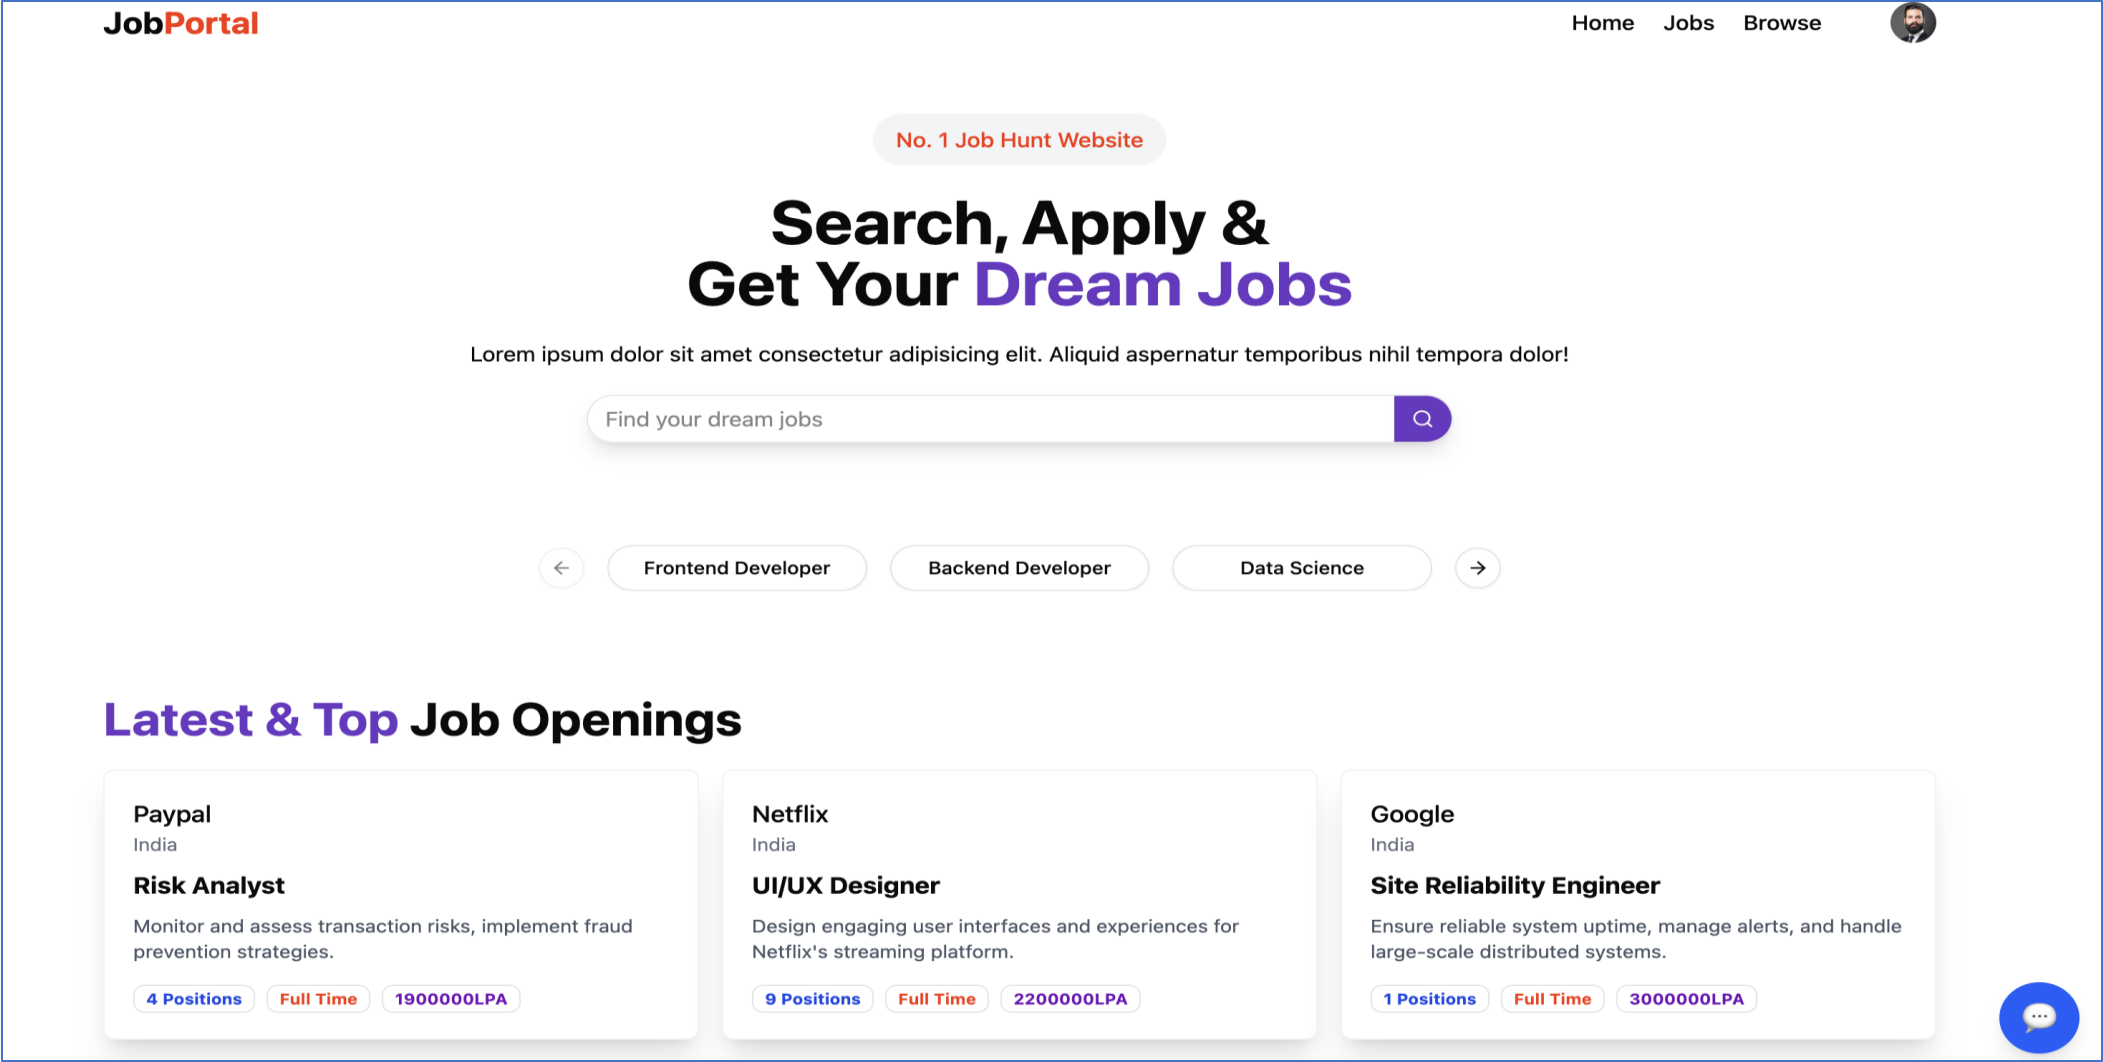 JobPortal
Home Jobs Browse
No. 1 Job Hunt Website
Search, Apply &
Get Your Dream Jobs
Lorem ipsum dolor sit amet consectetur adipisicing elit. Aliquid aspernatur temporibus nihil tempora dolor!
Find your dream jobs
Frontend Developer
Backend Developer
Data Science
Latest & Top Job Openings
Paypal
India
Risk Analyst
Monitor and assess transaction risks, implement fraud
prevention strategies.
4 Positions Full Time 1900000LPA
Netflix
India
UI/UX Designer
Design engaging user interfaces and experiences for
Netflix's streaming platform.
9 Positions Full Time 2200000LPA
Google
India
Site Reliability Engineer
Ensure reliable system uptime, manage alerts, and handle
large-scale distributed systems.
1 Positions Full Time 3000000LPA